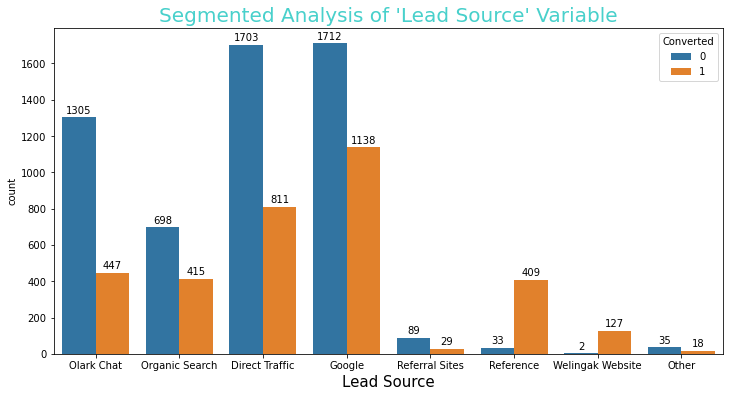 Segmented Analysis of 'Lead Source' Variable
Converted
0
1
count
1600
1400
1200
1000
800
600
400
200
0
1305
447
698
415
1703
811
1712
1138
89
29
33
409
2
127
35
18
Olark Chat
Organic Search
Direct Traffic
Google
Referral Sites
Reference
Welingak Website
Other
Lead Source